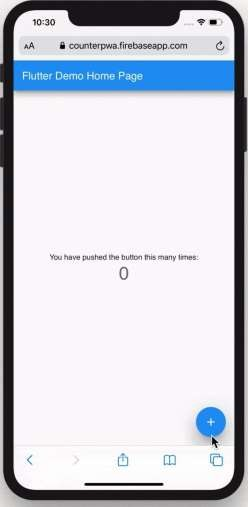 10:30
AA counterpwa.firebaseapp.com
Flutter Demo Home Page
You have pushed the button this many times:
0
+